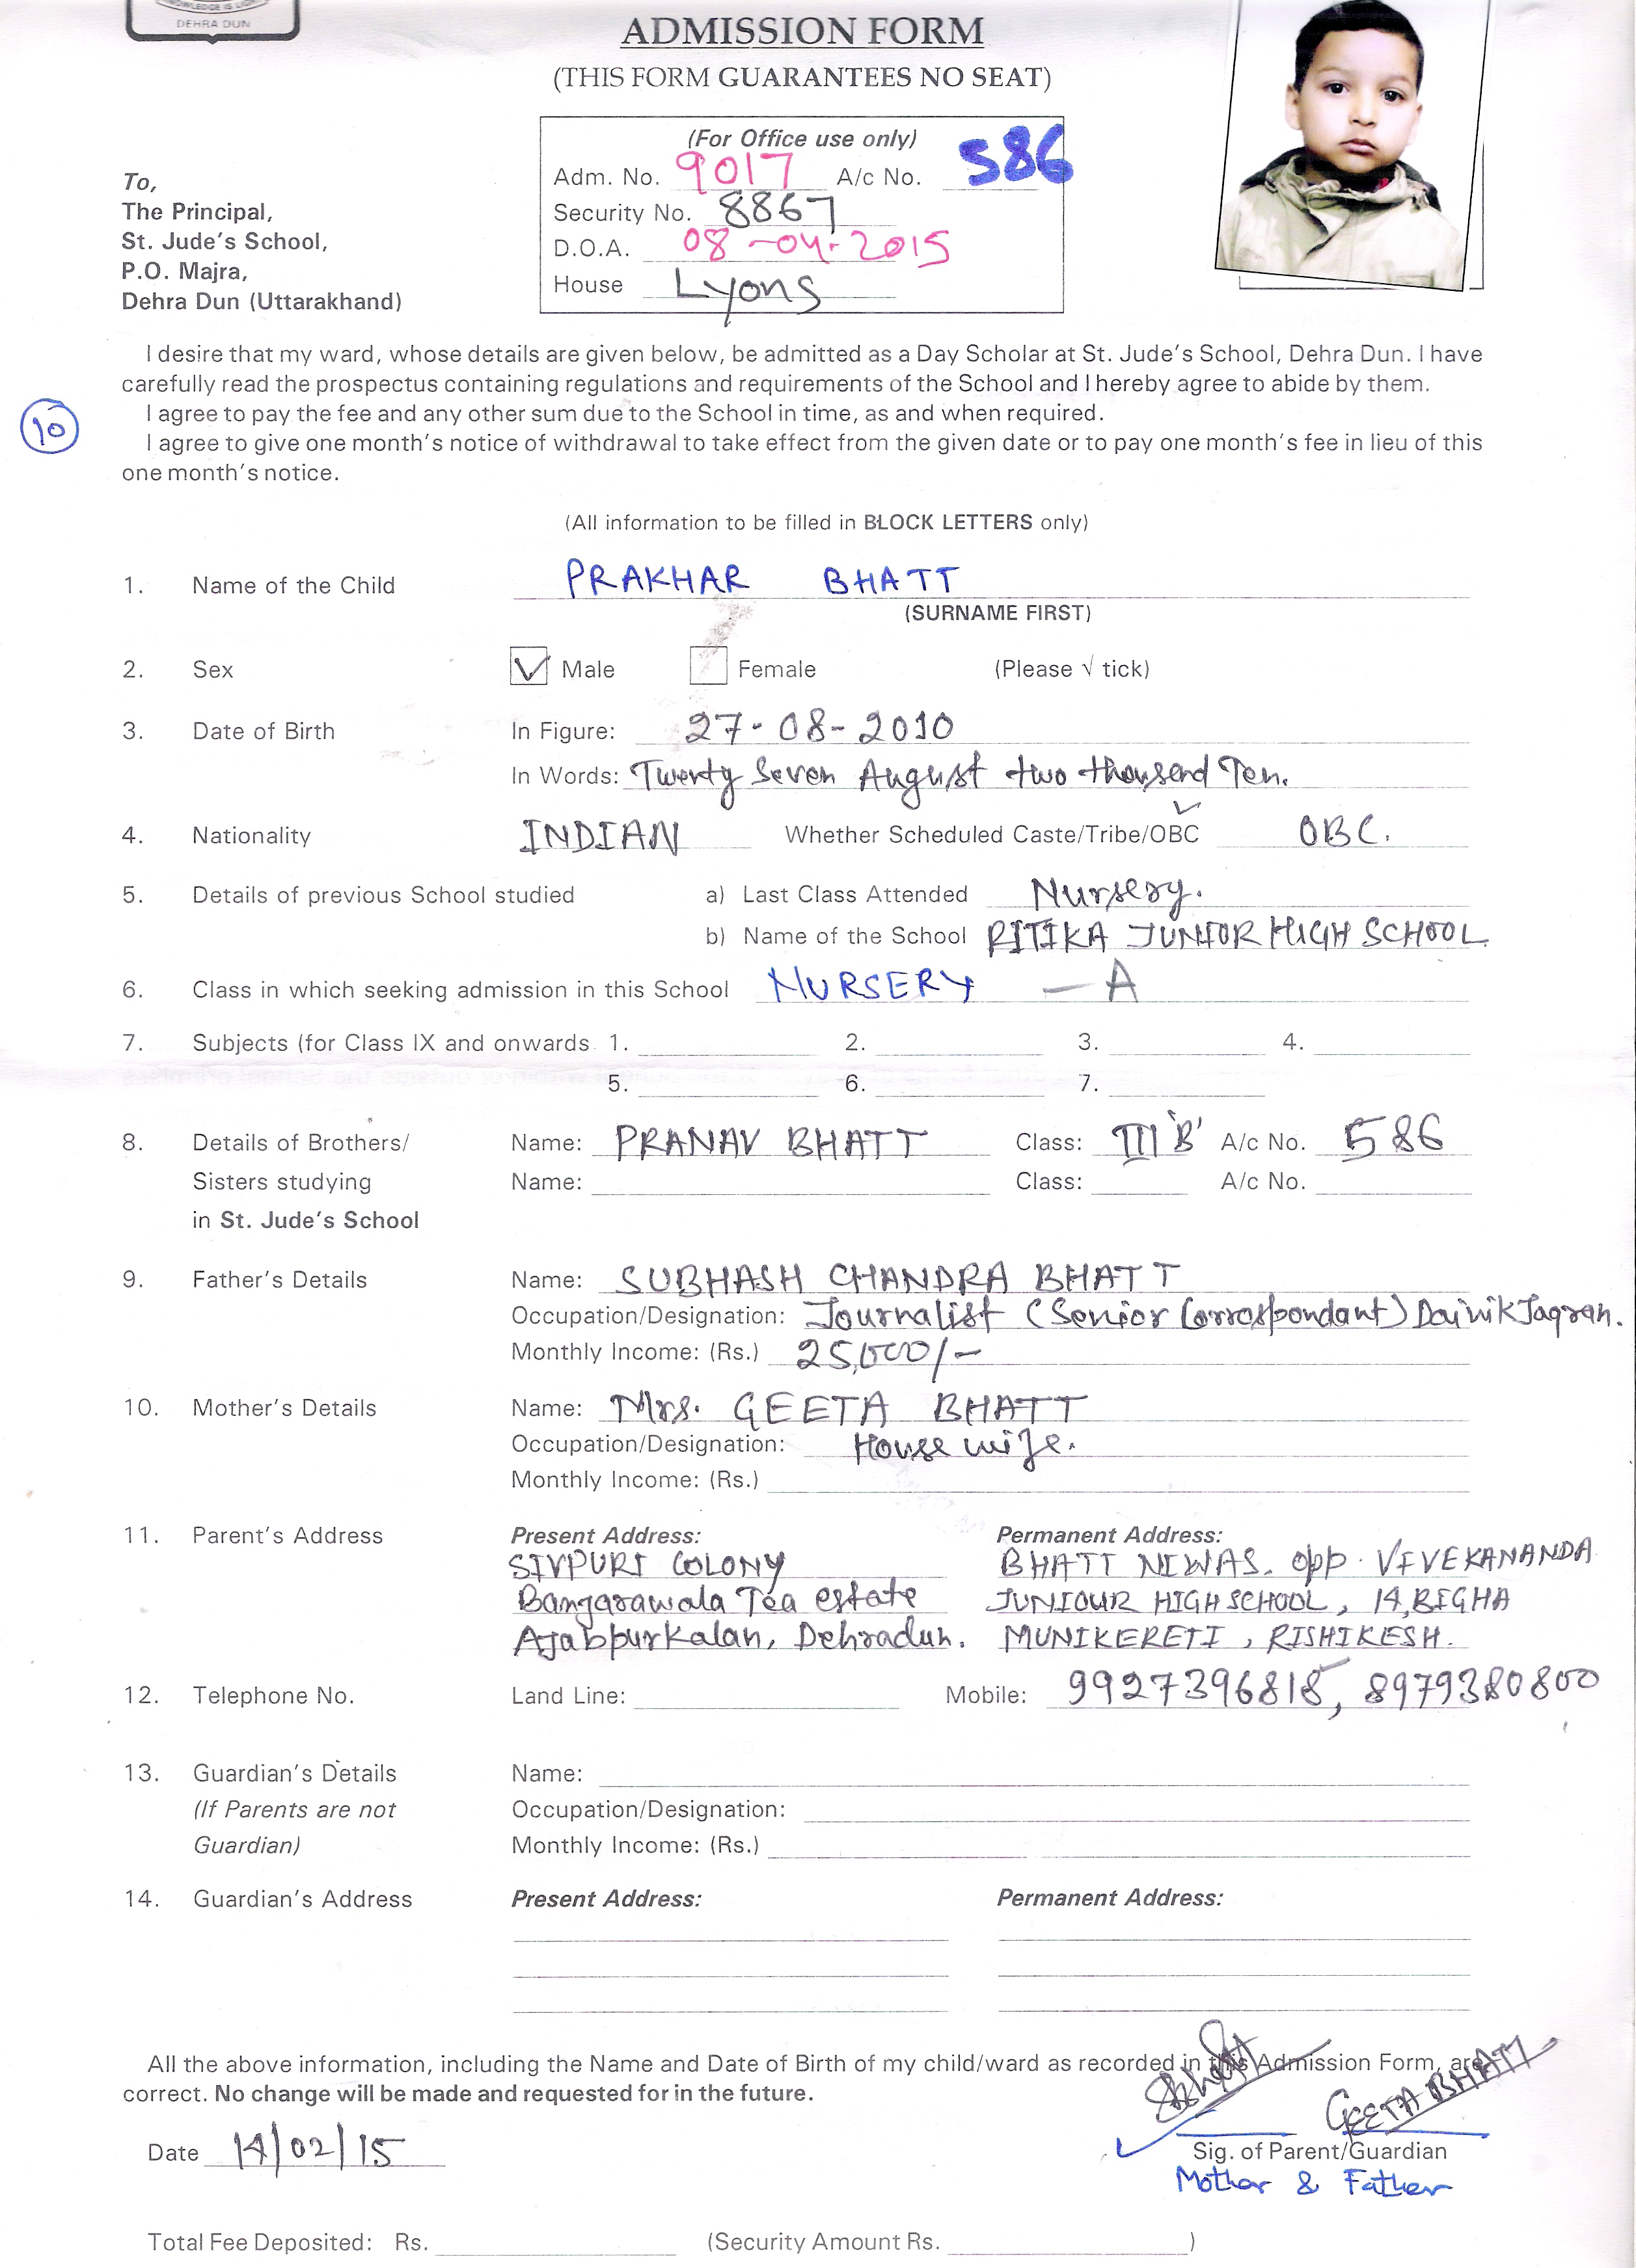 KNOWLEDGE IS LIGHT
DEHRA DUN
ADMISSION FORM
(THIS FORM GUARANTEES NO SEAT)
(For Office use only)
Adm. No. 9017 A/c No. 586
Security No. 8867
D.O.A. 08-04-2015
House Lyons
To,
The Principal,
St. Jude's School,
P.O. Majra,
Dehra Dun (Uttarakhand)
I desire that my ward, whose details are given below, be admitted as a Day Scholar at St. Jude's School, Dehra Dun. I have
carefully read the prospectus containing regulations and requirements of the School and I hereby agree to abide by them.
I agree to pay the fee and any other sum due to the School in time, as and when required.
10
I agree to give one month's notice of withdrawal to take effect from the given date or to pay one month's fee in lieu of this
one month's notice.
(All information to be filled in BLOCK LETTERS only)
1. Name of the Child PRAKHAR BHATT
(SURNAME FIRST)
2. Sex ✓ Male Female (Please √ tick)
3. Date of Birth In Figure: 27-08-2010
In Words: Twenty Seven August two thousend Ten.
4. Nationality INDIAN Whether Scheduled Caste/Tribe/OBC OBC.
5. Details of previous School studied a) Last Class Attended Nursery.
b) Name of the School RITIKA JUNIOR HIGH SCHOOL
6. Class in which seeking admission in this School NURSERY - A
7. Subjects (for Class IX and onwards 1. 2. 3. 4.
5. 6. 7.
8. Details of Brothers/ Name: PRANAV BHATT Class: III 'B' A/c No. 586
Sisters studying Name: Class: A/c No.
in St. Jude's School
9. Father's Details Name: SUBHASH CHANDRA BHATT
Occupation/Designation: Journalist (Senior Correspondant) Dainik Jagran.
Monthly Income: (Rs.) 25,000/-
10. Mother's Details Name: Mrs. GEETA BHATT
Occupation/Designation: House wife.
Monthly Income: (Rs.)
11. Parent's Address Present Address: Permanent Address:
SIVPURI COLONY BHATT NIWAS. opp. VIVEKANANDA
Bangarawala Tea estate JUNIOUR HIGH SCHOOL, 14, BIGHA
Ajabpurkalan, Dehradun. MUNIKERETI, RISHIKESH.
12. Telephone No. Land Line: Mobile: 9927396818, 8979380800
13. Guardian's Details Name:
(If Parents are not Occupation/Designation:
Guardian) Monthly Income: (Rs.)
14. Guardian's Address Present Address: Permanent Address:
All the above information, including the Name and Date of Birth of my child/ward as recorded in this Admission Form, are
correct. No change will be made and requested for in the future.
GEETA BHATT
Date 14/02/15 Sig. of Parent/Guardian
Mother & Father
Total Fee Deposited: Rs. (Security Amount Rs. )